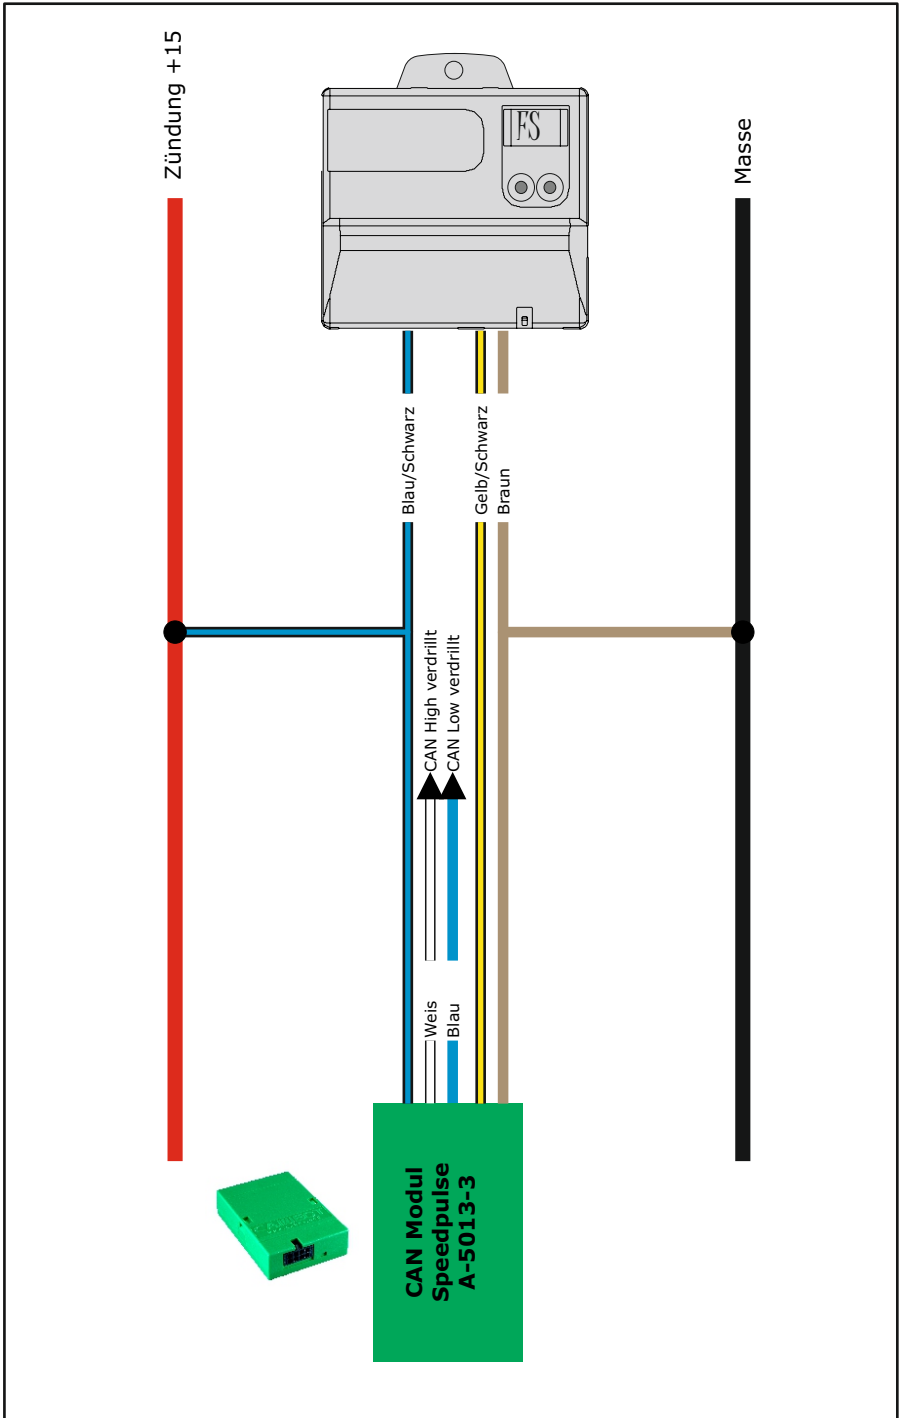 Zündung +15
FS
Masse
Blau/Schwarz
Gelb/Schwarz
Braun
CAN High verdrillt
CAN Low verdrillt
Weis
Blau
CAN Modul
Speedpulse
A-5013-3